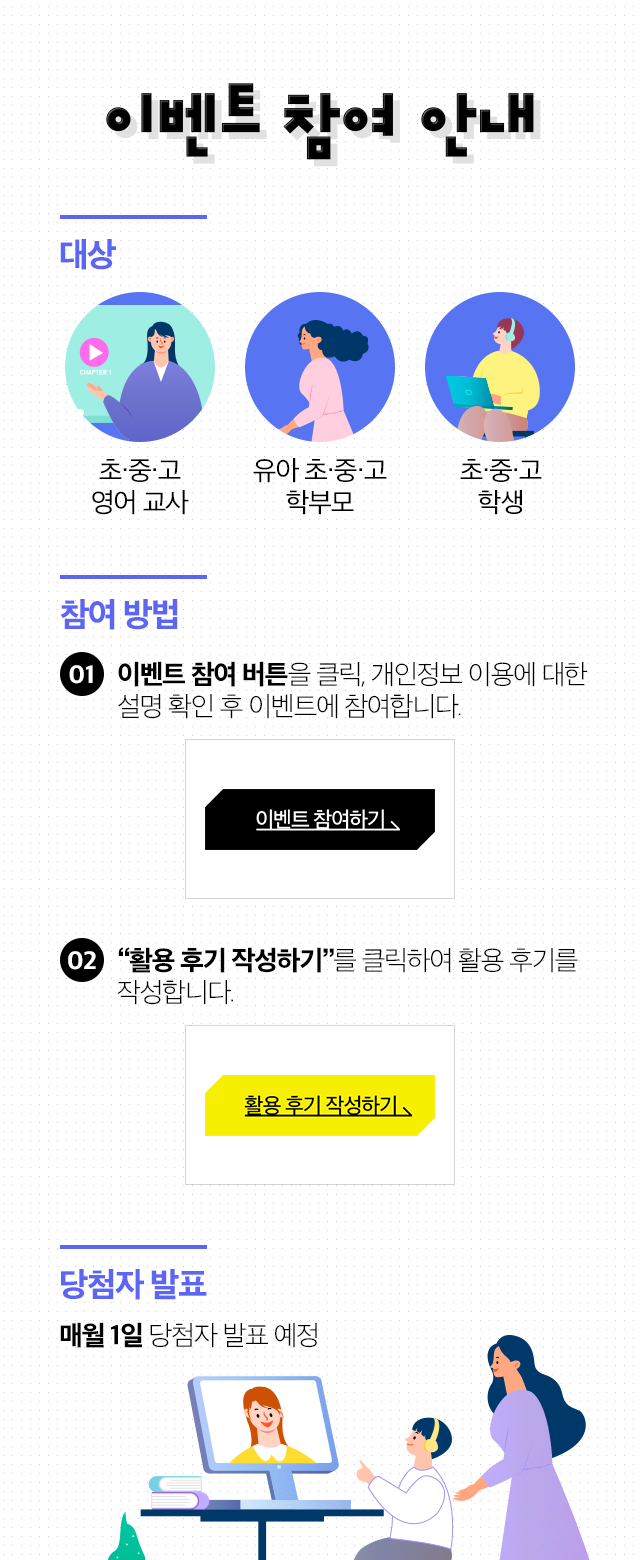 이벤트 참여 안내
대상
CHAPTER 1
초·중·고
영어 교사
유아 초·중·고
학부모
초·중·고
학생
참여 방법
01 이벤트 참여 버튼을 클릭, 개인정보 이용에 대한
설명 확인 후 이벤트에 참여합니다.
이벤트 참여하기
02 “활용 후기 작성하기”를 클릭하여 활용 후기를
작성합니다.
활용 후기 작성하기
당첨자 발표
매월 1일 당첨자 발표 예정